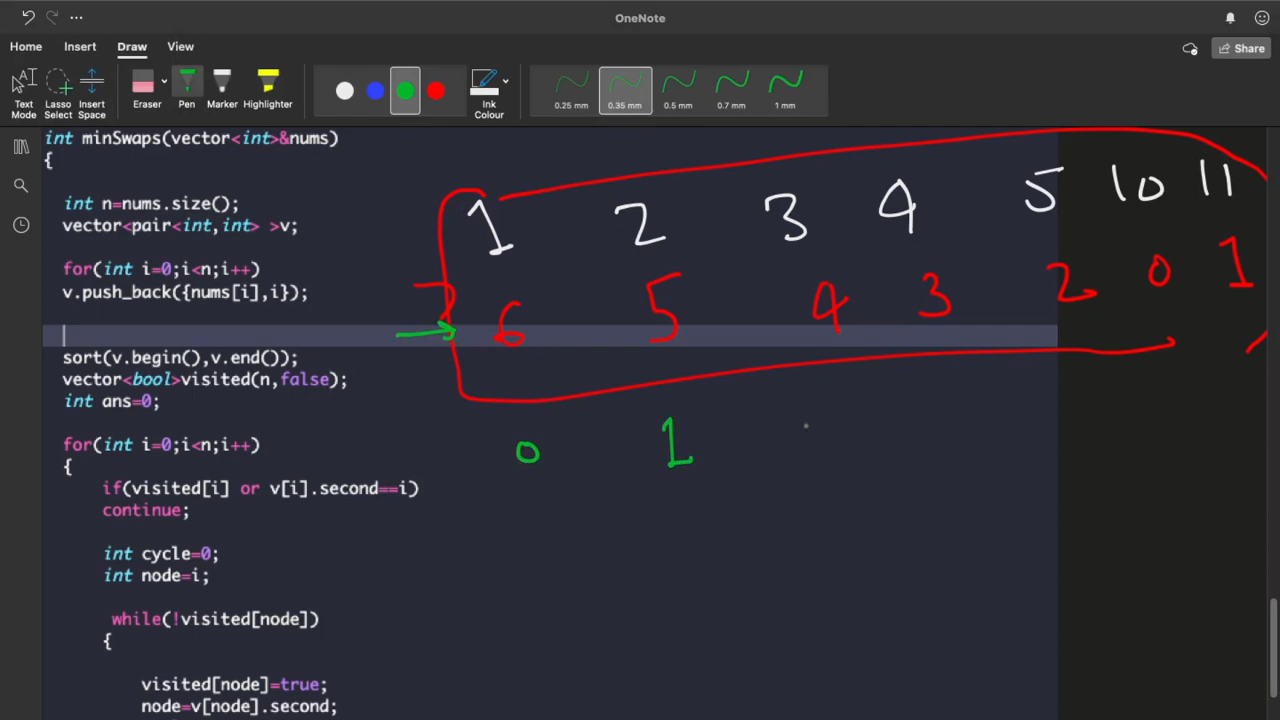 OneNote
Home Insert Draw View
Share
Text Mode
Lasso Select
Insert Space
Eraser
Pen
Marker
Highlighter
Ink Colour
0.25 mm
0.35 mm
0.5 mm
0.7 mm
1 mm
int minSwaps(vector<int>&nums)
{
int n=nums.size();
vector<pair<int,int> >v;
for(int i=0;i<n;i++)
v.push_back({nums[i],i});
sort(v.begin(),v.end());
vector<bool>visited(n,false);
int ans=0;
for(int i=0;i<n;i++)
{
if(visited[i] or v[i].second==i)
continue;
int cycle=0;
int node=i;
while(!visited[node])
{
visited[node]=true;
node=v[node].second;
1 2 3 4 5 10 11
6 5 4 3 2 0 1
0 1